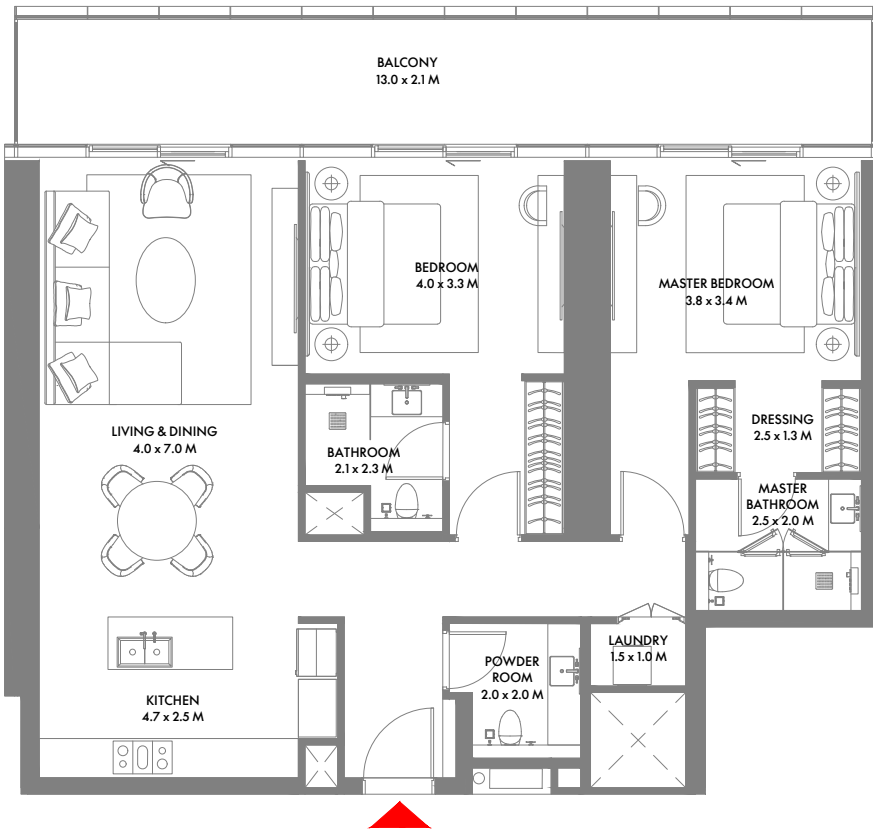 BALCONY
13.0 x 2.1 M
BEDROOM
4.0 x 3.3 M
MASTER BEDROOM
3.8 x 3.4 M
LIVING & DINING
4.0 x 7.0 M
BATHROOM
2.1 x 2.3 M
DRESSING
2.5 x 1.3 M
MASTER
BATHROOM
2.5 x 2.0 M
LAUNDRY
1.5 x 1.0 M
POWDER
ROOM
2.0 x 2.0 M
KITCHEN
4.7 x 2.5 M